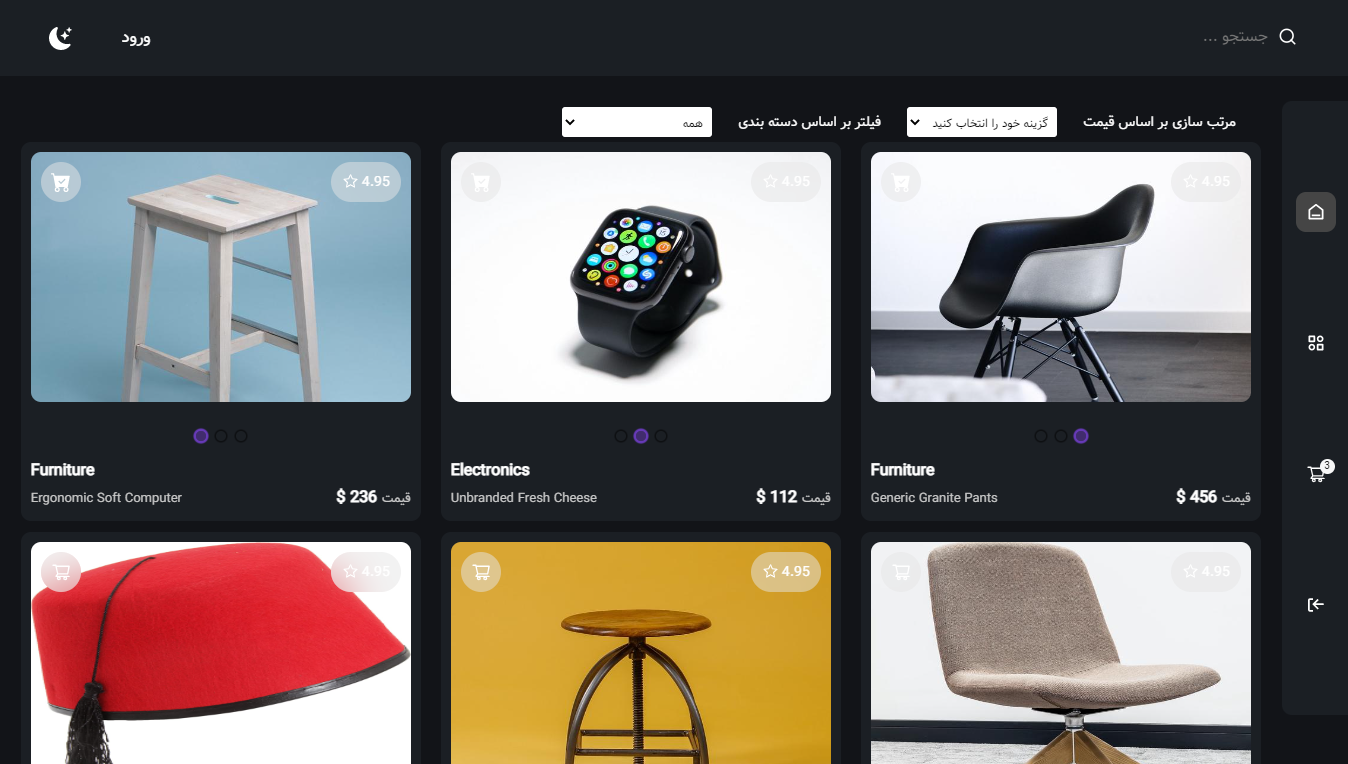 جستجو ...
ورود
مرتب سازی بر اساس قیمت
گزینه خود را انتخاب کنید
فیلتر بر اساس دسته بندی
همه
3
4.95
Furniture
Generic Granite Pants
قیمت 456 $
4.95
Electronics
Unbranded Fresh Cheese
قیمت 112 $
4.95
Furniture
Ergonomic Soft Computer
قیمت 236 $
4.95
4.95
4.95